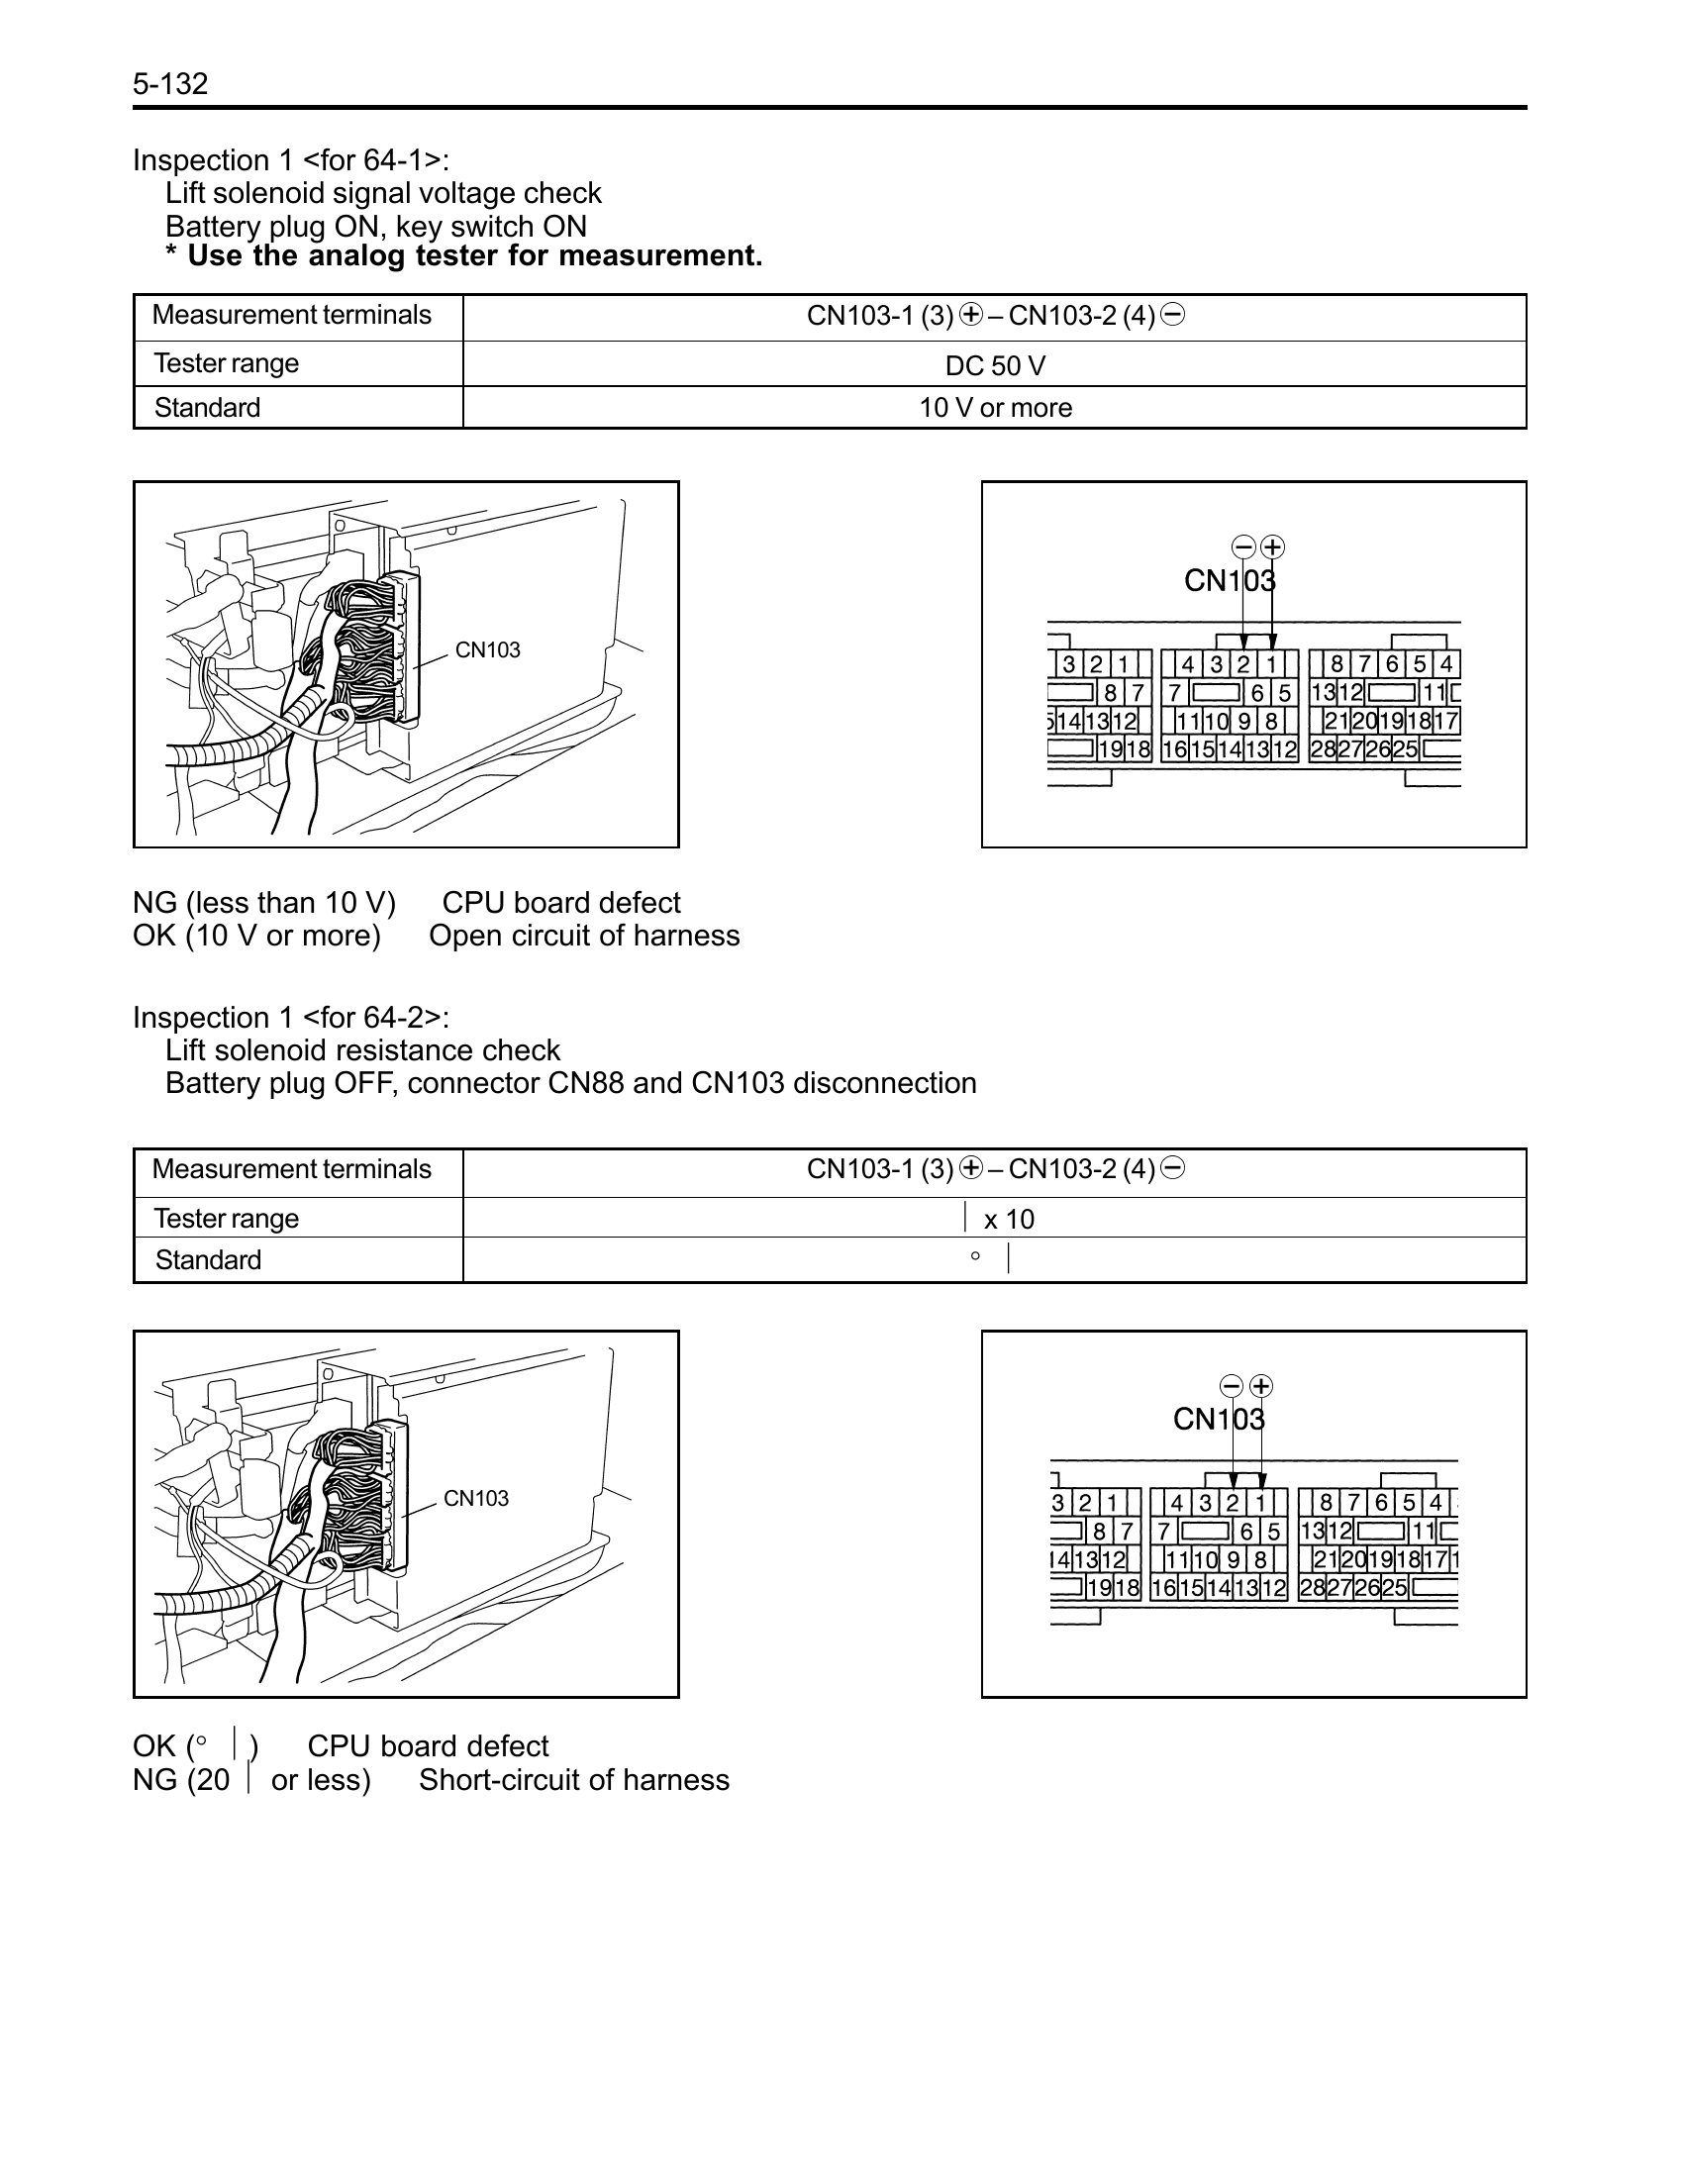 5-132
Inspection 1 <for 64-1>:
Lift solenoid signal voltage check
Battery plug ON, key switch ON
* Use the analog tester for measurement.
Measurement terminals CN103-1 (3) ⊕ – CN103-2 (4) ⊖
Tester range DC 50 V
Standard 10 V or more
CN103
⊖ ⊕
CN103
3 2 1 4 3 2 1 8 7 6 5 4
8 7 7 6 5 13 12 11
14 13 12 11 10 9 8 21 20 19 18 17
19 18 16 15 14 13 12 28 27 26 25
NG (less than 10 V) CPU board defect
OK (10 V or more) Open circuit of harness
Inspection 1 <for 64-2>:
Lift solenoid resistance check
Battery plug OFF, connector CN88 and CN103 disconnection
Measurement terminals CN103-1 (3) ⊕ – CN103-2 (4) ⊖
Tester range | x 10
Standard ° |
CN103
⊖ ⊕
CN103
3 2 1 4 3 2 1 8 7 6 5 4
8 7 7 6 5 13 12 11
14 13 12 11 10 9 8 21 20 19 18 17
19 18 16 15 14 13 12 28 27 26 25
OK (° | ) CPU board defect
NG (20 | or less) Short-circuit of harness